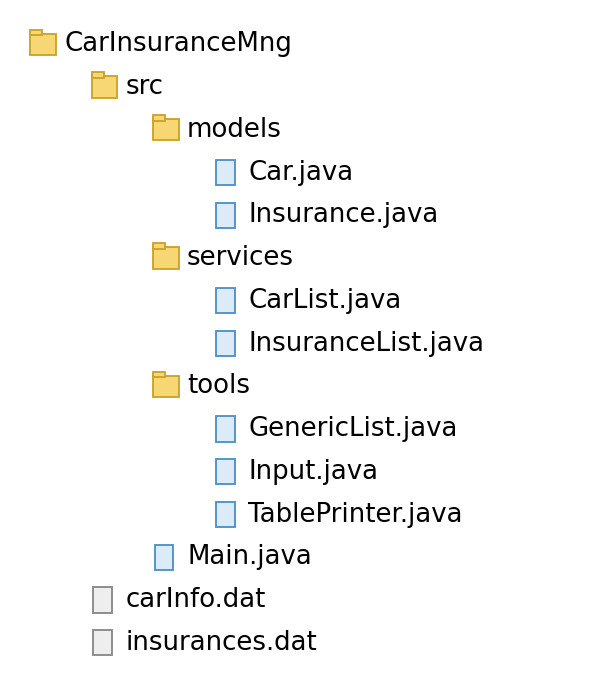 CarInsuranceMng
src
models
Car.java
Insurance.java
services
CarList.java
InsuranceList.java
tools
GenericList.java
Input.java
TablePrinter.java
Main.java
carInfo.dat
insurances.dat